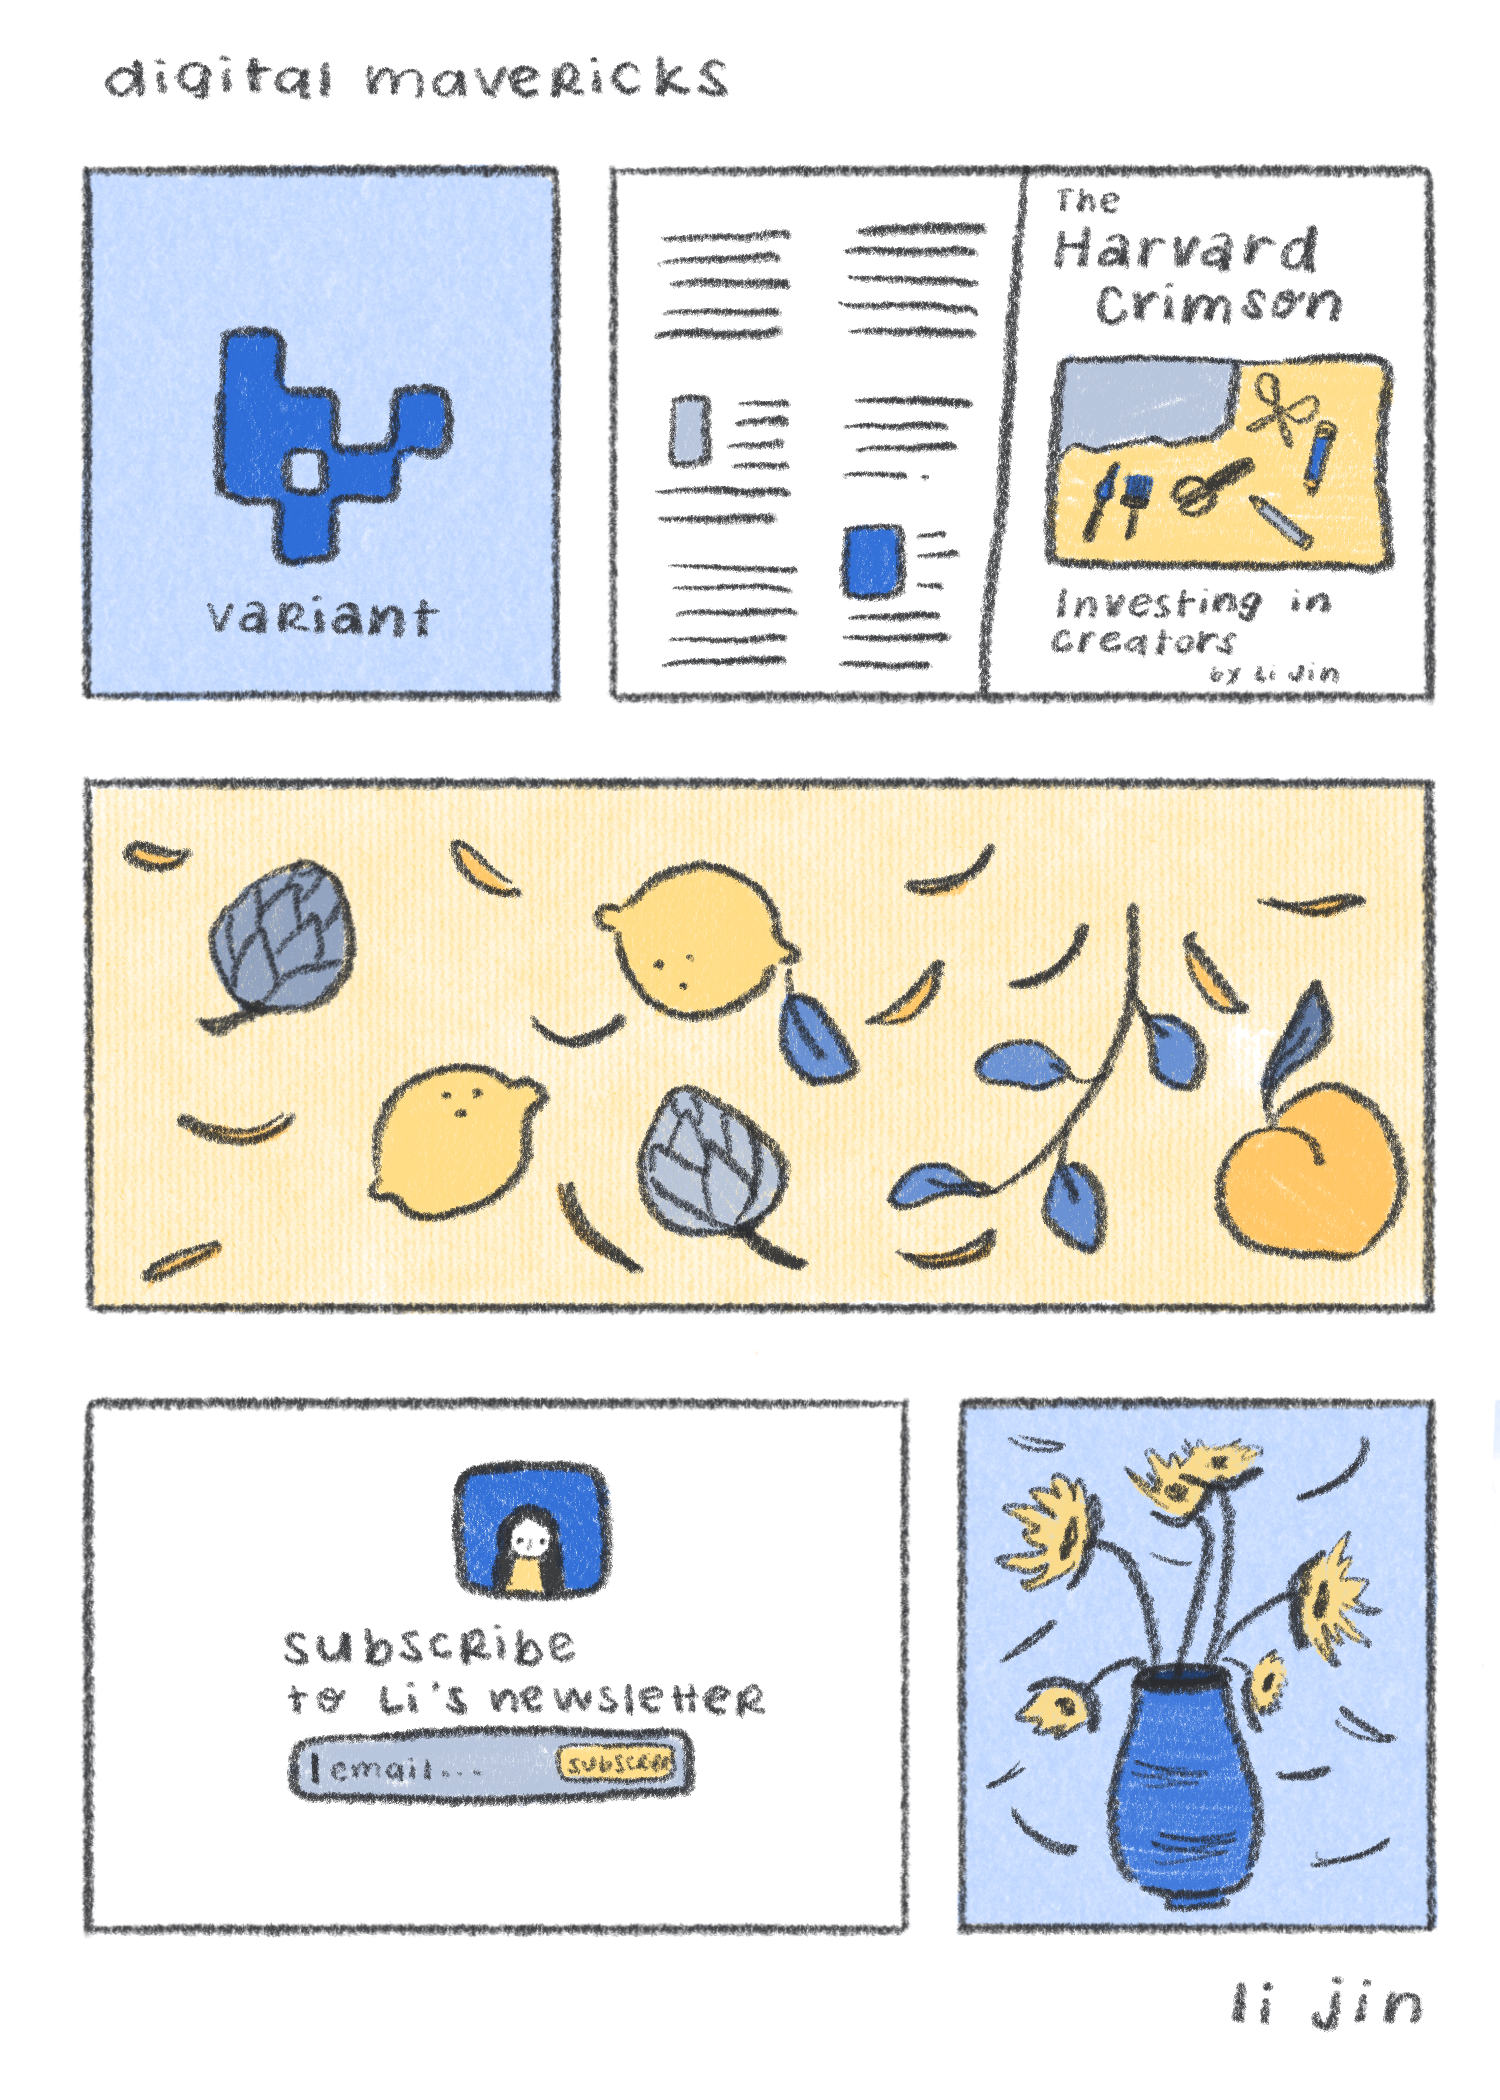 digital mavericks
variant
The
Harvard
Crimson
Investing in
creators
by Li Jin
subscribe
to Li's newsletter
email...
li jin